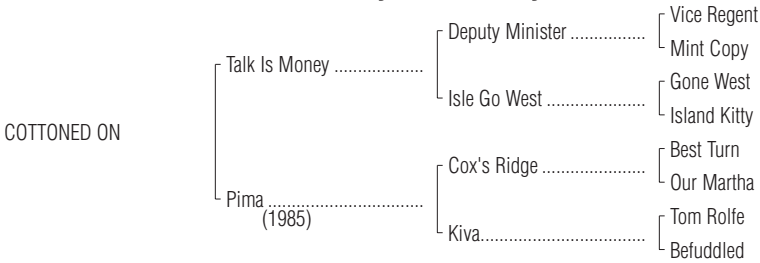 Vice Regent
Deputy Minister ................
Mint Copy
Talk Is Money ...................
Gone West
Isle Go West .....................
Island Kitty
COTTONED ON
Best Turn
Cox's Ridge ......................
Our Martha
Pima .................................
(1985)
Tom Rolfe
Kiva...................................
Befuddled